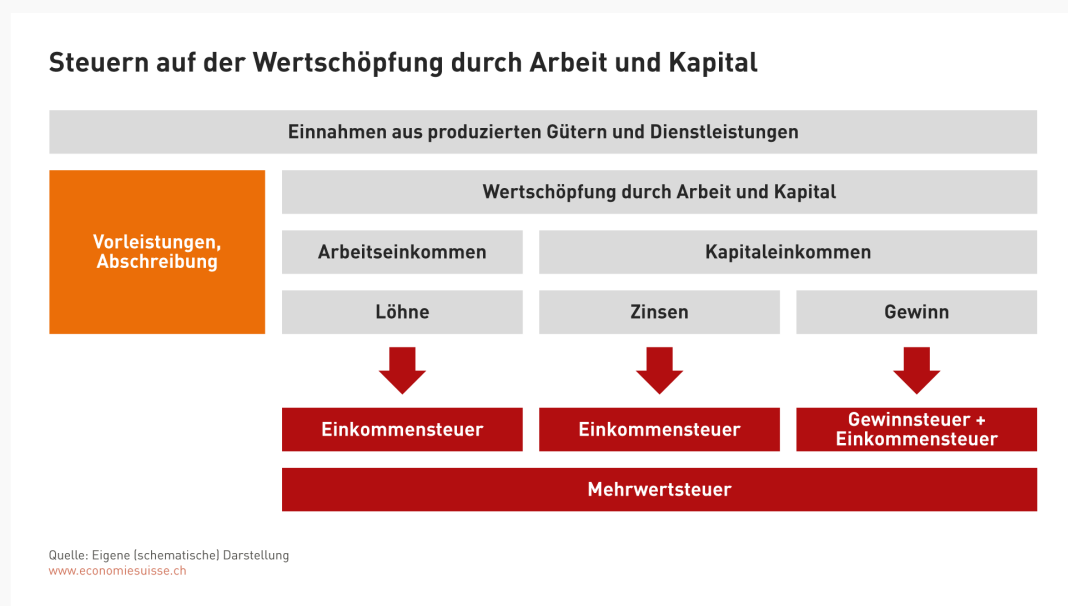 Steuern auf der Wertschöpfung durch Arbeit und Kapital
Einnahmen aus produzierten Gütern und Dienstleistungen
Vorleistungen,
Abschreibung
Wertschöpfung durch Arbeit und Kapital
Arbeitseinkommen
Kapitaleinkommen
Löhne
Zinsen
Gewinn
Einkommensteuer
Einkommensteuer
Gewinnsteuer +
Einkommensteuer
Mehrwertsteuer
Quelle: Eigene (schematische) Darstellung
www.economiesuisse.ch